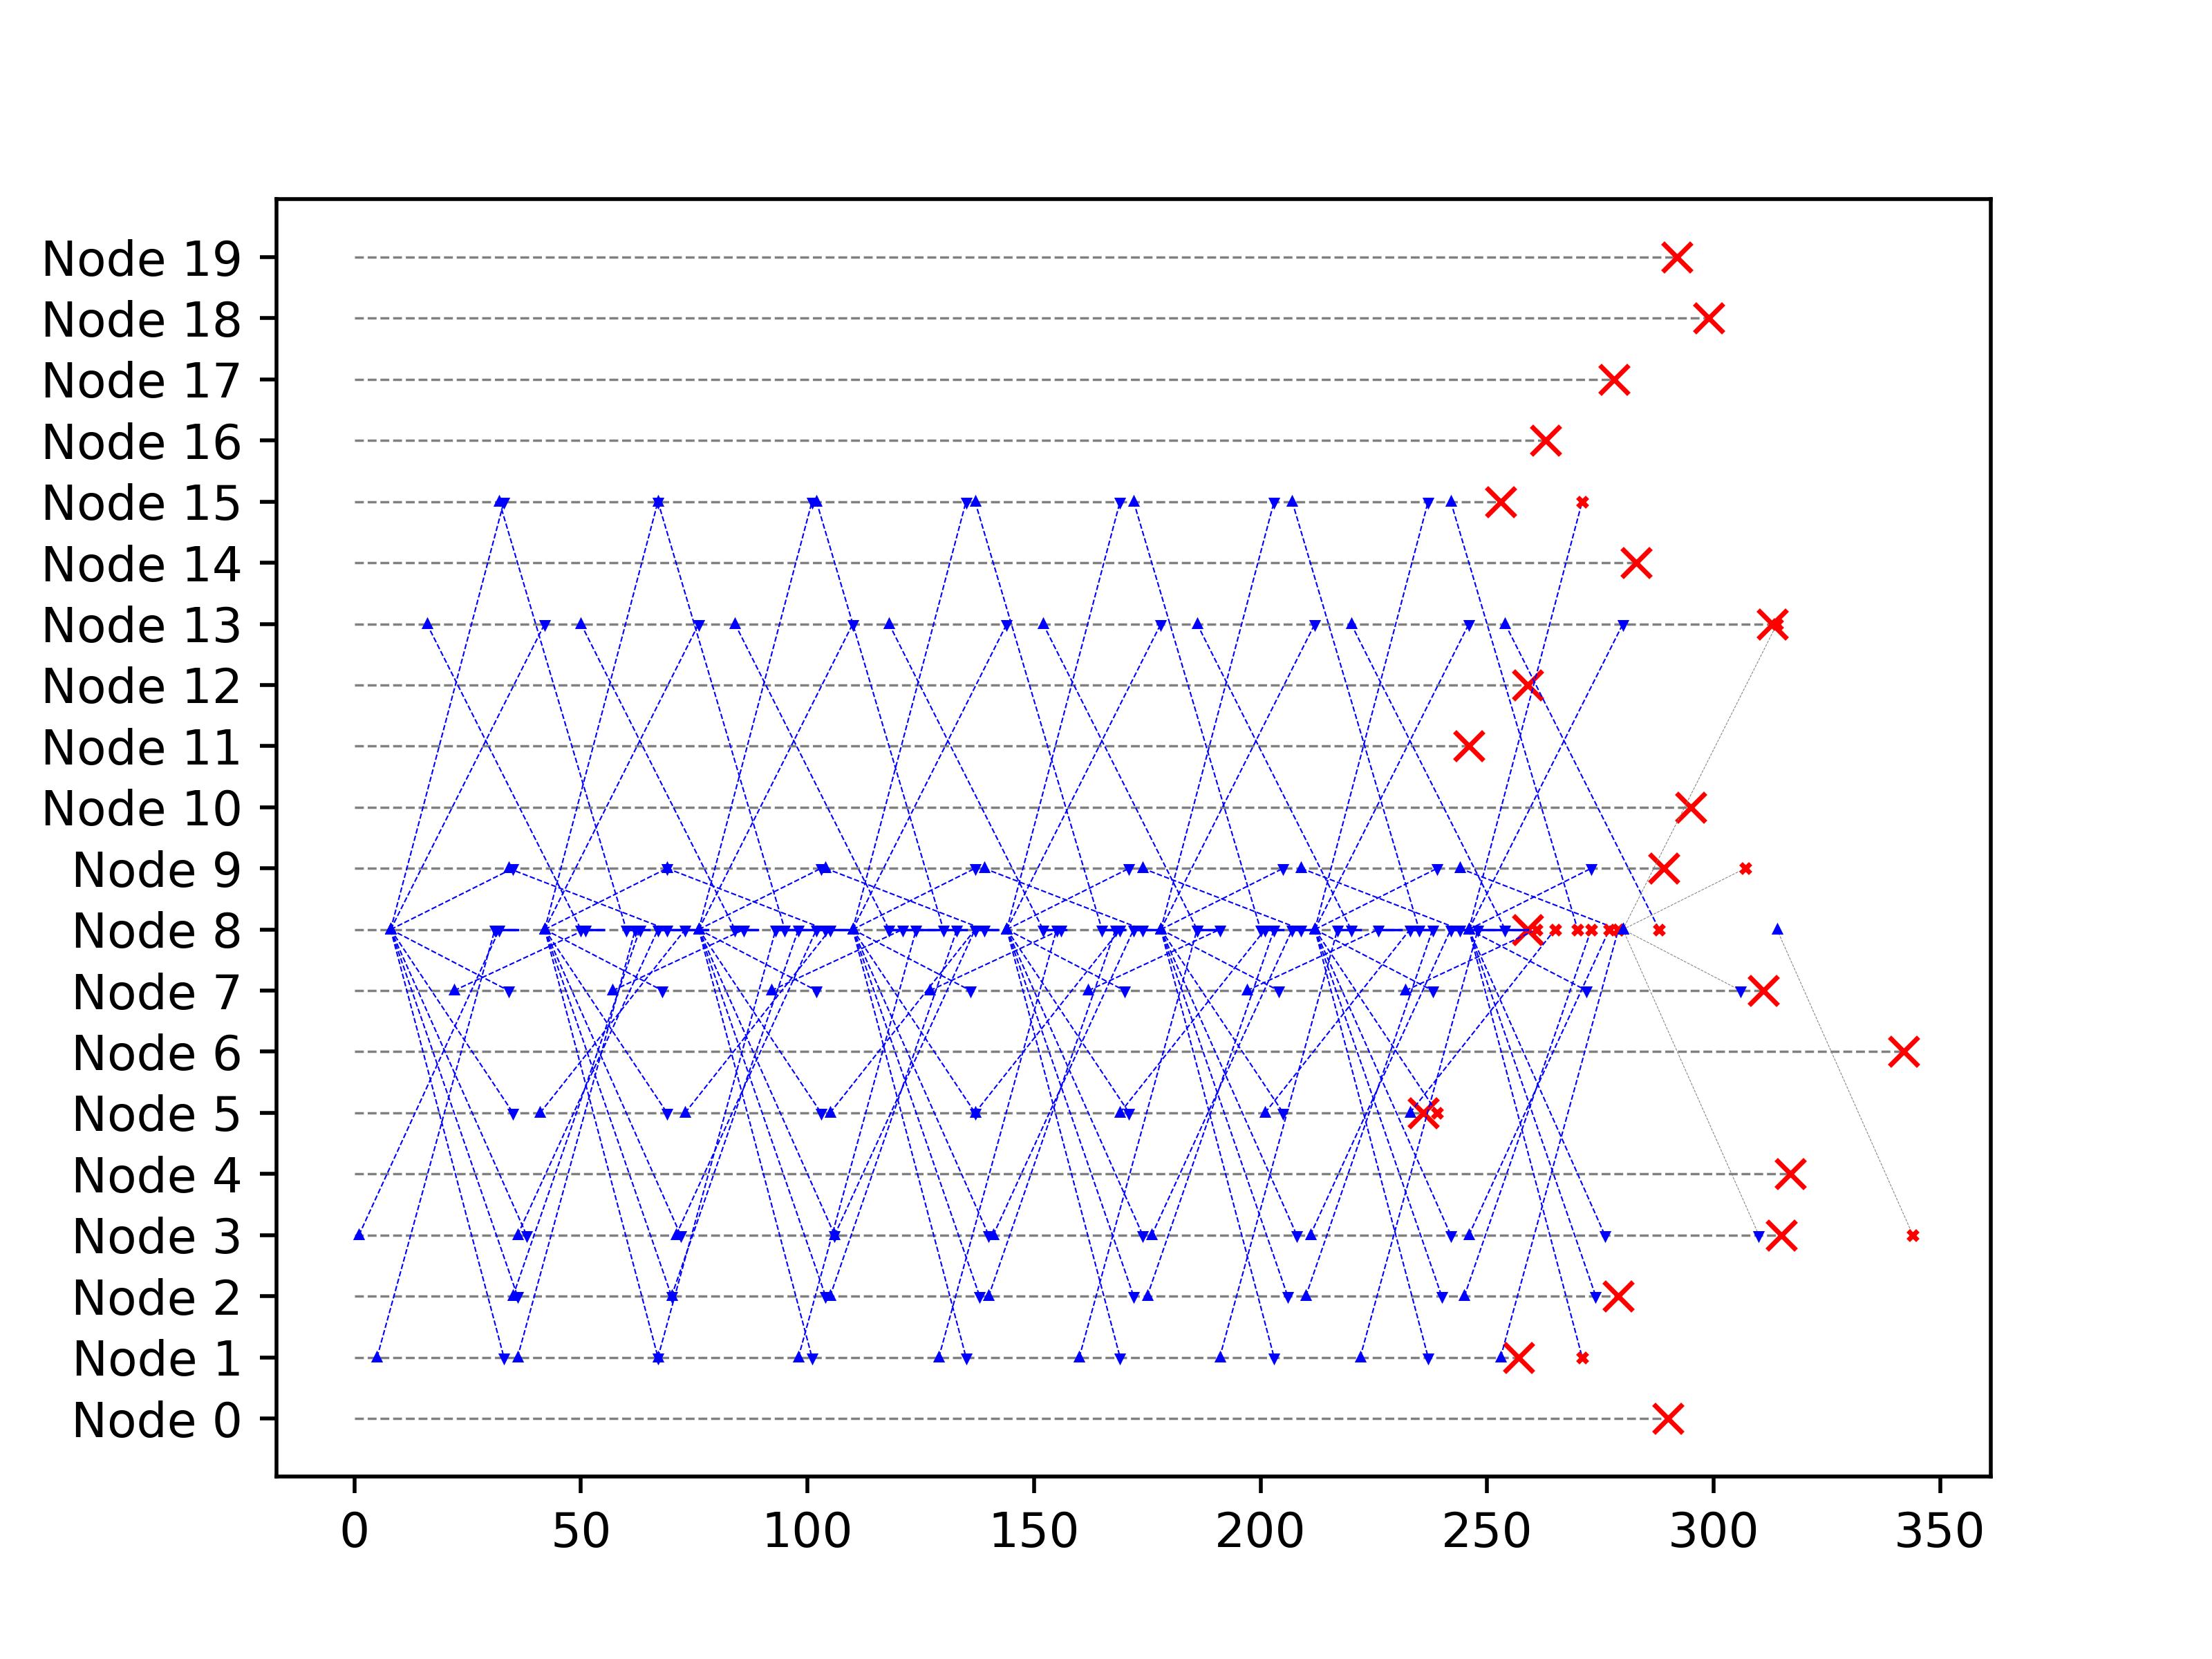 Node 19
Node 18
Node 17
Node 16
Node 15
Node 14
Node 13
Node 12
Node 11
Node 10
Node 9
Node 8
Node 7
Node 6
Node 5
Node 4
Node 3
Node 2
Node 1
Node 0
0 50 100 150 200 250 300 350